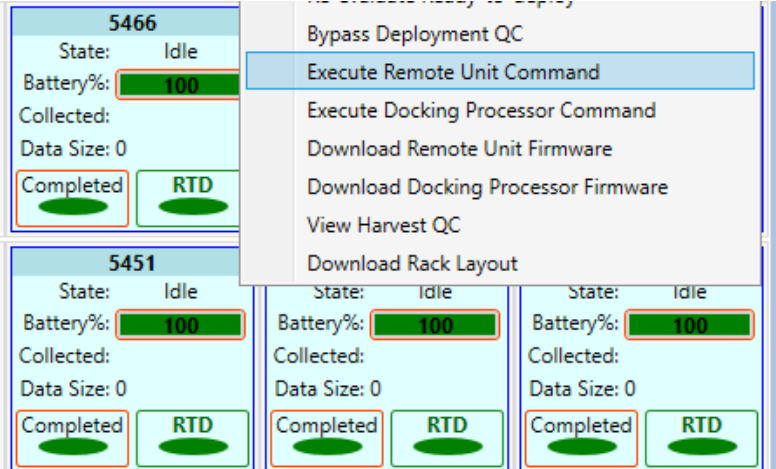 5466
State: Idle
Battery%: 100
Collected:
Data Size: 0
Completed RTD
Bypass Deployment QC
Execute Remote Unit Command
Execute Docking Processor Command
Download Remote Unit Firmware
Download Docking Processor Firmware
View Harvest QC
Download Rack Layout
5451
State: Idle State: Idle State: Idle
Battery%: 100 Battery%: 100 Battery%: 100
Collected: Collected: Collected:
Data Size: 0 Data Size: 0 Data Size: 0
Completed RTD Completed RTD Completed RTD